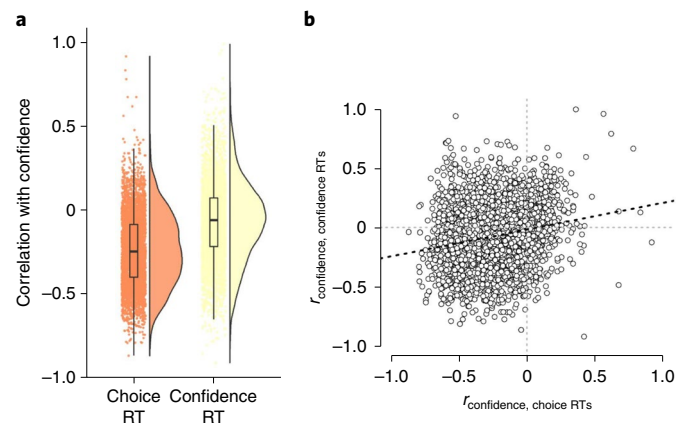 a
Correlation with confidence
1.0
0.5
0
–0.5
–1.0
Choice RT
Confidence RT
b
r confidence, confidence RTs
1.0
0.5
0
–0.5
–1.0
–1.0 –0.5 0 0.5 1.0
r confidence, choice RTs